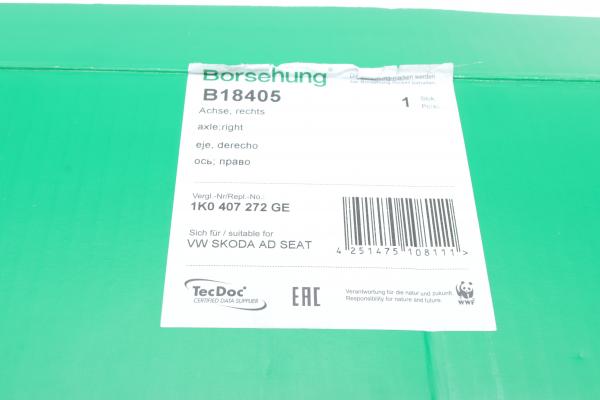 Borsehung
B18405
Achse, rechts
axle;right
eje, derecho
ось; право
1 Stk.
Vergl.-Nr/Repl.-No.
1K0 407 272 GE
Sich für / suitable for
VW SKODA AD SEAT
4 251475 108111 >
TecDoc
CERTIFIED DATA SUPPLIER
EAC
Verantwortung für die natur und zukunft.
Responsibility for nature and future.
WWF